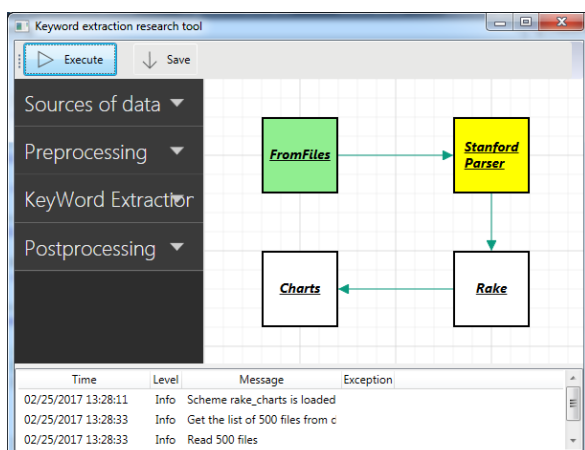 Keyword extraction research tool
Execute
Save
Sources of data
Preprocessing
KeyWord Extraction
Postprocessing
FromFiles
Stanford
Parser
Charts
Rake
Time Level Message Exception
02/25/2017 13:28:11 Info Scheme rake_charts is loaded
02/25/2017 13:28:33 Info Get the list of 500 files from c
02/25/2017 13:28:33 Info Read 500 files